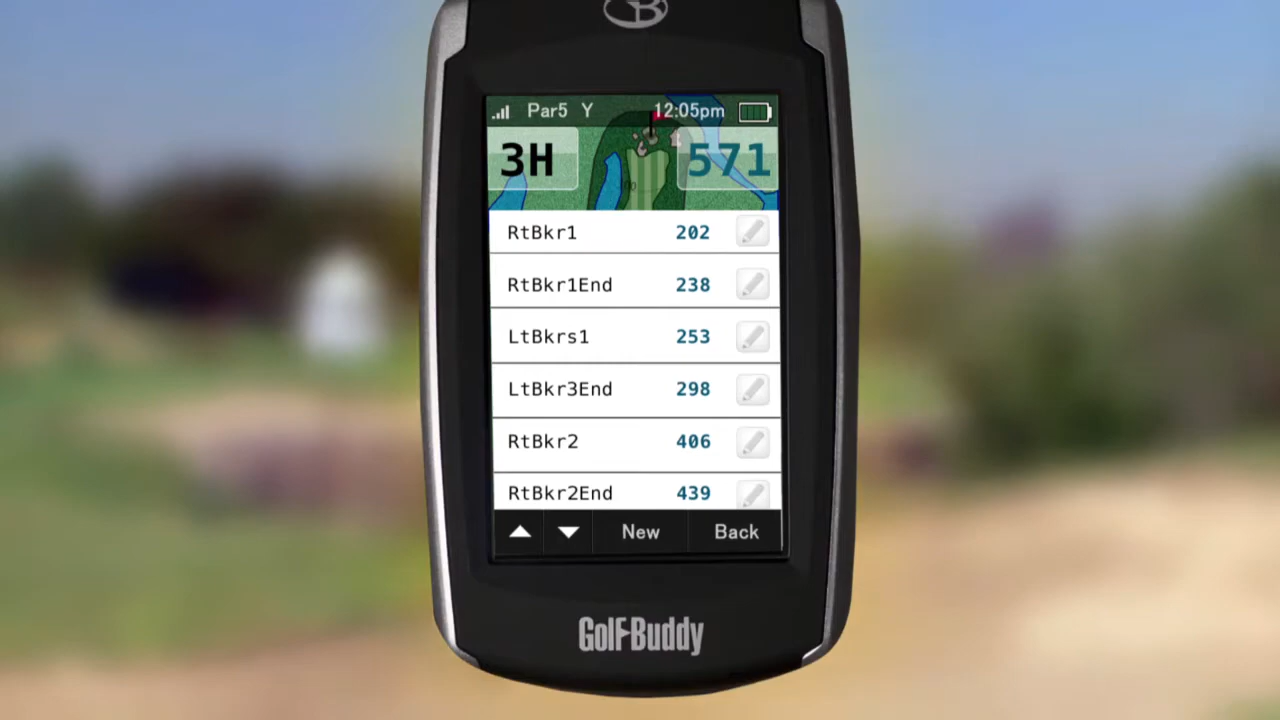 Par5 Y 12:05pm
3H 571
RtBkr1 202
RtBkr1End 238
LtBkrs1 253
LtBkr3End 298
RtBkr2 406
RtBkr2End 439
New Back
GolfBuddy